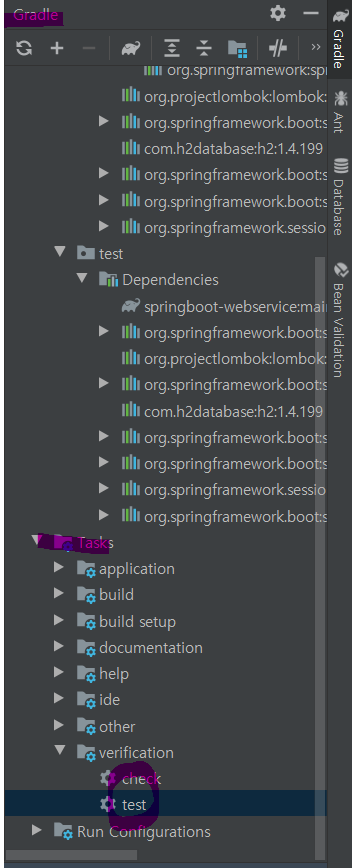 Gradle
org.springframework:sp
org.projectlombok:lombok:
org.springframework.boot:s
com.h2database:h2:1.4.199
org.springframework.boot:s
org.springframework.boot:s
org.springframework.sessio
test
Dependencies
springboot-webservice:mai
org.springframework.boot:s
org.projectlombok:lombok:
org.springframework.boot:s
com.h2database:h2:1.4.199
org.springframework.boot:s
org.springframework.boot:s
org.springframework.sessio
org.springframework.boot:s
Tasks
application
build
build setup
documentation
help
ide
other
verification
check
test
Run Configurations
Gradle
Ant
Database
Bean Validation